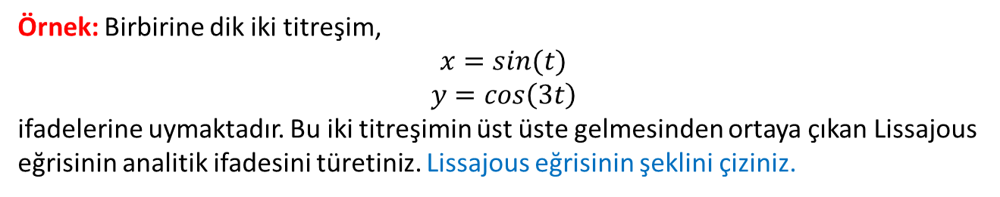 Örnek: Birbirine dik iki titreşim,
x = sin(t)
y = cos(3t)
ifadelerine uymaktadır. Bu iki titreşimin üst üste gelmesinden ortaya çıkan Lissajous
eğrisinin analitik ifadesini türetiniz. Lissajous eğrisinin şeklini çiziniz.